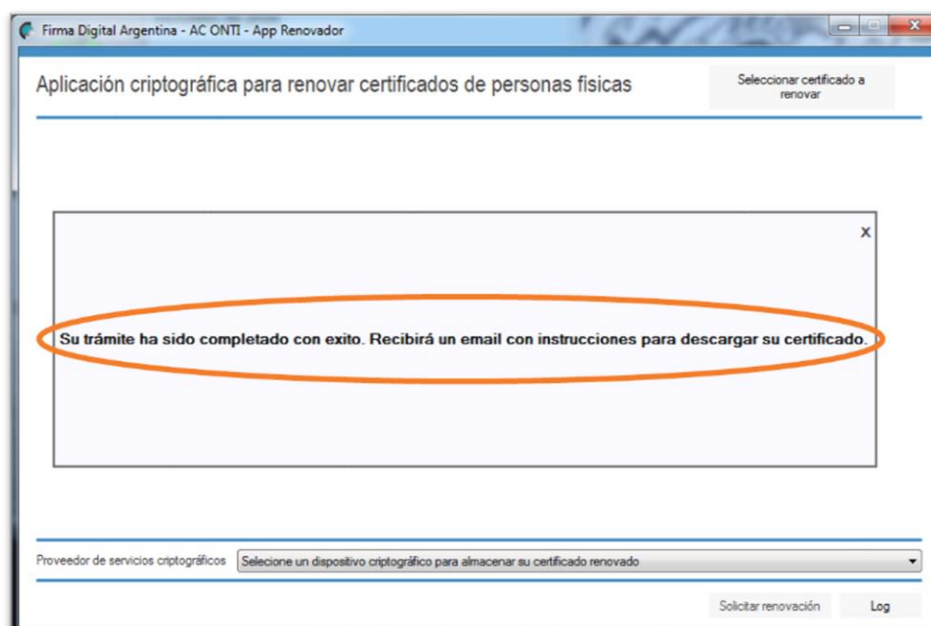 Firma Digital Argentina - AC ONTI - App Renovador
Aplicación criptográfica para renovar certificados de personas fisicas
Seleccionar certificado a
renovar
X
Su trámite ha sido completado con exito. Recibirá un email con instrucciones para descargar su certificado.
Proveedor de servicios criptográficos
Selecione un dispositivo criptográfico para almacenar su certificado renovado
Solicitar renovación
Log